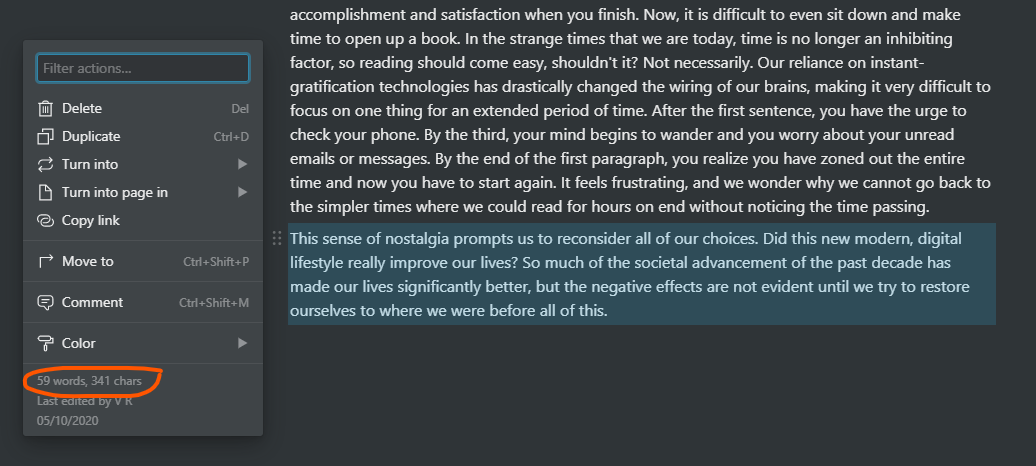 accomplishment and satisfaction when you finish. Now, it is difficult to even sit down and make
time to open up a book. In the strange times that we are today, time is no longer an inhibiting
factor, so reading should come easy, shouldn't it? Not necessarily. Our reliance on instant-
gratification technologies has drastically changed the wiring of our brains, making it very difficult to
focus on one thing for an extended period of time. After the first sentence, you have the urge to
check your phone. By the third, your mind begins to wander and you worry about your unread
emails or messages. By the end of the first paragraph, you realize you have zoned out the entire
time and now you have to start again. It feels frustrating, and we wonder why we cannot go back to
the simpler times where we could read for hours on end without noticing the time passing.
This sense of nostalgia prompts us to reconsider all of our choices. Did this new modern, digital
lifestyle really improve our lives? So much of the societal advancement of the past decade has
made our lives significantly better, but the negative effects are not evident until we try to restore
ourselves to where we were before all of this.
Filter actions...
Delete Del
Duplicate Ctrl+D
Turn into
Turn into page in
Copy link
Move to Ctrl+Shift+P
Comment Ctrl+Shift+M
Color
59 words, 341 chars
Last edited by V R
05/10/2020